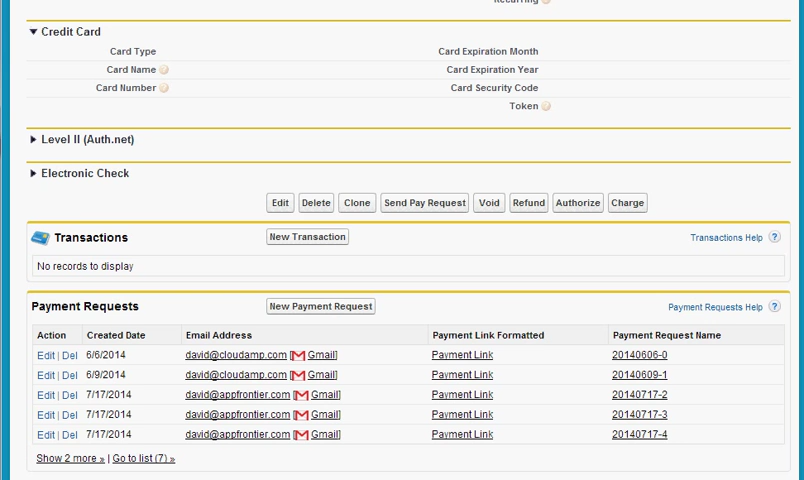 Recurring
Credit Card
Card Type Card Expiration Month
Card Name Card Expiration Year
Card Number Card Security Code
Token
Level II (Auth.net)
Electronic Check
Edit Delete Clone Send Pay Request Void Refund Authorize Charge
Transactions New Transaction Transactions Help ?
No records to display
Payment Requests New Payment Request Payment Requests Help ?
Action Created Date Email Address Payment Link Formatted Payment Request Name
Edit | Del 6/6/2014 david@cloudamp.com [Gmail] Payment Link 20140606-0
Edit | Del 6/9/2014 david@cloudamp.com [Gmail] Payment Link 20140609-1
Edit | Del 7/17/2014 david@appfrontier.com [Gmail] Payment Link 20140717-2
Edit | Del 7/17/2014 david@appfrontier.com [Gmail] Payment Link 20140717-3
Edit | Del 7/17/2014 david@appfrontier.com [Gmail] Payment Link 20140717-4
Show 2 more » | Go to list (7) »